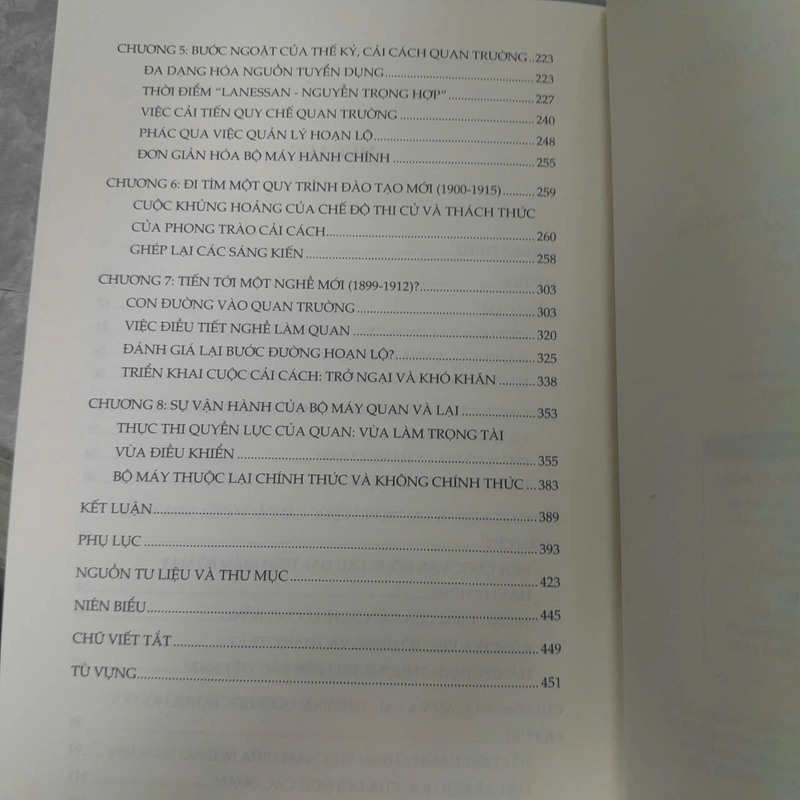 CHƯƠNG 5: BƯỚC NGOẶT CỦA THẾ KỶ, CẢI CÁCH QUAN TRƯỜNG..223
ĐA DẠNG HÓA NGUỒN TUYỂN DỤNG..........223
THỜI ĐIỂM “LANESSAN - NGUYỄN TRỌNG HỢP”..........227
VIỆC CẢI TIẾN QUY CHẾ QUAN TRƯỜNG..........240
PHÁC QUA VIỆC QUẢN LÝ HOẠN LỘ..........248
ĐƠN GIẢN HÓA BỘ MÁY HÀNH CHÍNH..........255
CHƯƠNG 6: ĐI TÌM MỘT QUY TRÌNH ĐÀO TẠO MỚI (1900-1915)..........259
CUỘC KHỦNG HOẢNG CỦA CHẾ ĐỘ THI CỬ VÀ THÁCH THỨC
CỦA PHONG TRÀO CẢI CÁCH..........260
GHÉP LẠI CÁC SÁNG KIẾN..........258
CHƯƠNG 7: TIẾN TỚI MỘT NGHỀ MỚI (1899-1912)?..........303
CON ĐƯỜNG VÀO QUAN TRƯỜNG..........303
VIỆC ĐIỀU TIẾT NGHỀ LÀM QUAN..........320
ĐÁNH GIÁ LẠI BƯỚC ĐƯỜNG HOẠN LỘ?..........325
TRIỂN KHAI CUỘC CẢI CÁCH: TRỞ NGẠI VÀ KHÓ KHĂN..........338
CHƯƠNG 8: SỰ VẬN HÀNH CỦA BỘ MÁY QUAN VÀ LẠI..........353
THỰC THI QUYỀN LỰC CỦA QUAN: VỪA LÀM TRỌNG TÀI
VỪA ĐIỀU KHIỂN..........355
BỘ MÁY THUỘC LẠI CHÍNH THỨC VÀ KHÔNG CHÍNH THỨC...383
KẾT LUẬN..........389
PHỤ LỤC..........393
NGUỒN TƯ LIỆU VÀ THƯ MỤC..........423
NIÊN BIỂU..........445
CHỮ VIẾT TẮT..........449
TỪ VỰNG..........451